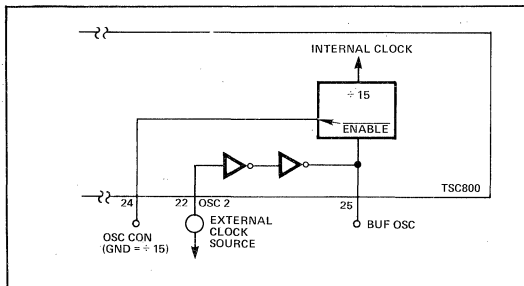 INTERNAL CLOCK
÷ 15
ENABLE
TSC800
24
22
OSC 2
25
OSC CON
(GND = ÷ 15)
EXTERNAL
CLOCK
SOURCE
BUF OSC